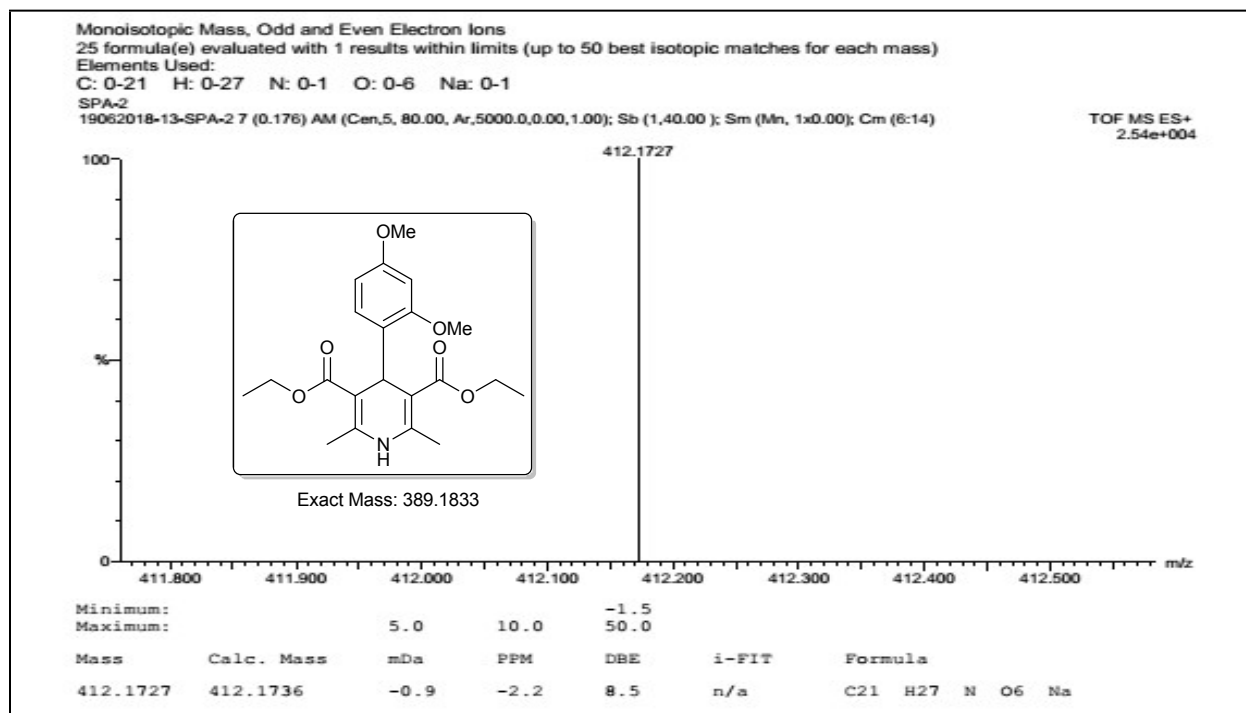 Monoisotopic Mass, Odd and Even Electron Ions
25 formula(e) evaluated with 1 results within limits (up to 50 best isotopic matches for each mass)
Elements Used:
C: 0-21 H: 0-27 N: 0-1 O: 0-6 Na: 0-1
SPA-2
19062018-13-SPA-2 7 (0.176) AM (Cen,5, 80.00, Ar,5000.0,0.00,1.00); Sb (1,40.00 ); Sm (Mn, 1x0.00); Cm (6:14)
TOF MS ES+
2.54e+004
412.1727
100
OMe
OMe
O
O
%
O
O
N
H
Exact Mass: 389.1833
0
m/z
411.800 411.900 412.000 412.100 412.200 412.300 412.400 412.500
Minimum: -1.5
Maximum: 5.0 10.0 50.0
Mass Calc. Mass mDa PPM DBE i-FIT Formula
412.1727 412.1736 -0.9 -2.2 8.5 n/a C21 H27 N O6 Na